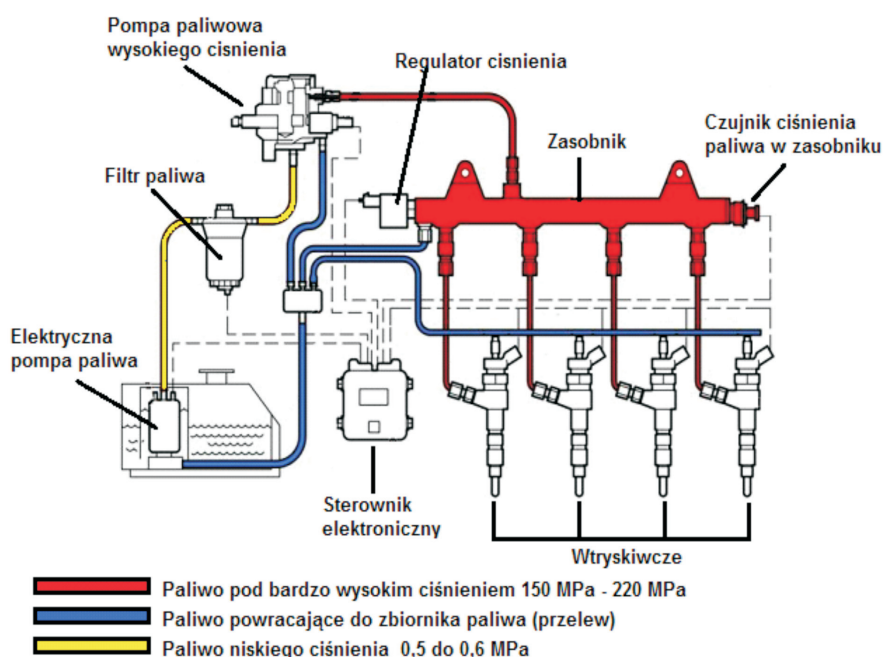 Pompa paliwowa
wysokiego cisnienia
Regulator cisnienia
Czujnik ciśnienia
paliwa w zasobniku
Zasobnik
Filtr paliwa
Elektryczna
pompa paliwa
Sterownik
elektroniczny
Wtryskiwcze
Paliwo pod bardzo wysokim ciśnieniem 150 MPa - 220 MPa
Paliwo powracające do zbiornika paliwa (przelew)
Paliwo niskiego ciśnienia 0,5 do 0,6 MPa